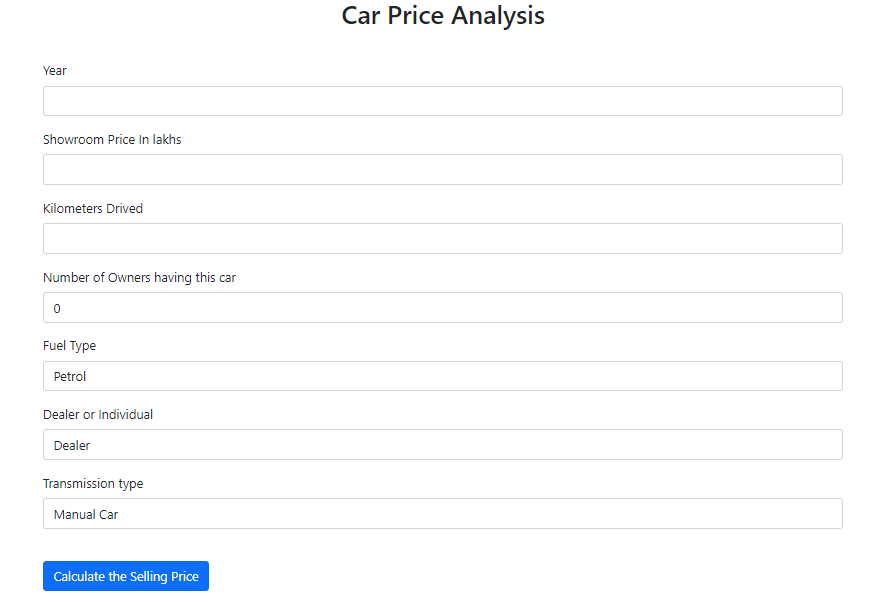 Car Price Analysis
Year
Showroom Price In lakhs
Kilometers Drived
Number of Owners having this car
0
Fuel Type
Petrol
Dealer or Individual
Dealer
Transmission type
Manual Car
Calculate the Selling Price